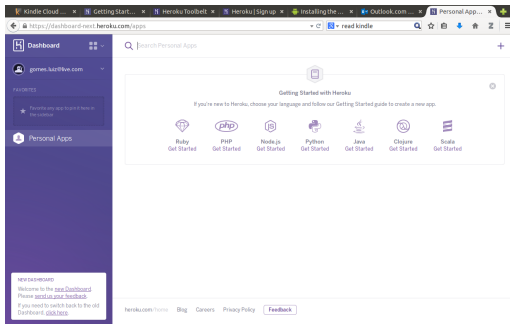 Kindle Cloud ...
Getting Start...
Heroku Toolbelt
Heroku | Sign up
Installing the ...
Outlook.com ...
Personal App...
https://dashboard-next.heroku.com/apps
read kindle
Dashboard
Search Personal Apps
gomes.luiz@live.com
FAVORITES
Favorite any app to pin it here in
the sidebar.
Personal Apps
Getting Started with Heroku
If you're new to Heroku, choose your language and follow our Getting Started guide to create a new app.
php
JS
Ruby PHP Node.js Python Java Clojure Scala
Get Started Get Started Get Started Get Started Get Started Get Started Get Started
NEW DASHBOARD
Welcome to the new Dashboard.
Please send us your feedback.
If you need to switch back to the old
Dashboard, click here.
heroku.com/home Blog Careers Privacy Policy Feedback